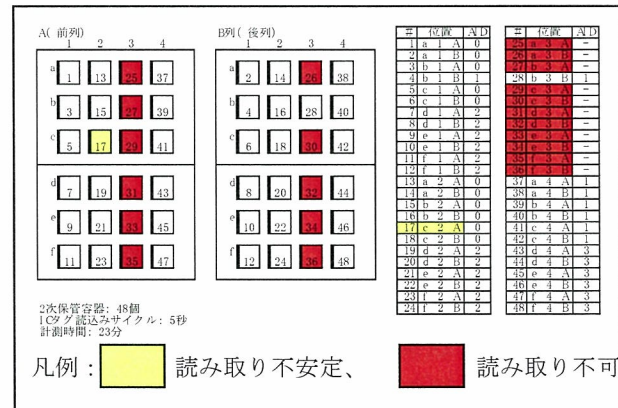 A( 前列)
1 2 3 4
a 1 13 25 37
b 3 15 27 39
c 5 17 29 41
d 7 19 31 43
e 9 21 33 45
f 11 23 35 47
B列( 後列)
1 2 3 4
a 2 14 26 38
b 4 16 28 40
c 6 18 30 42
d 8 20 32 44
e 10 22 34 46
f 12 24 36 48
# 位置 AD
1 a 1 A 0
2 a 1 B 0
3 b 1 A 0
4 b 1 B 1
5 c 1 A 0
6 c 1 B 0
7 d 1 A 2
8 d 1 B 2
9 e 1 A 2
10 e 1 B 2
11 f 1 A 2
12 f 1 B 2
13 a 2 A 0
14 a 2 B 0
15 b 2 A 0
16 b 2 B 0
17 c 2 A 0
18 c 2 B 0
19 d 2 A 2
20 d 2 B 2
21 e 2 A 2
22 e 2 B 2
23 f 2 A 2
24 f 2 B 2
# 位置 AD
25 a 3 A −
26 a 3 B −
27 b 3 A −
28 b 3 B 1
29 c 3 A −
30 c 3 B −
31 d 3 A −
32 d 3 B −
33 e 3 A −
34 e 3 B −
35 f 3 A −
36 f 3 B −
37 a 4 A 1
38 a 4 B 1
39 b 4 A 1
40 b 4 B 1
41 c 4 A 1
42 c 4 B 1
43 d 4 A 3
44 d 4 B 3
45 e 4 A 3
46 e 4 B 3
47 f 4 A 3
48 f 4 B 3
2次保管容器: 48個
ICタグ読込みサイクル: 5秒
計測時間: 23分
凡例： 読み取り不安定、 読み取り不可